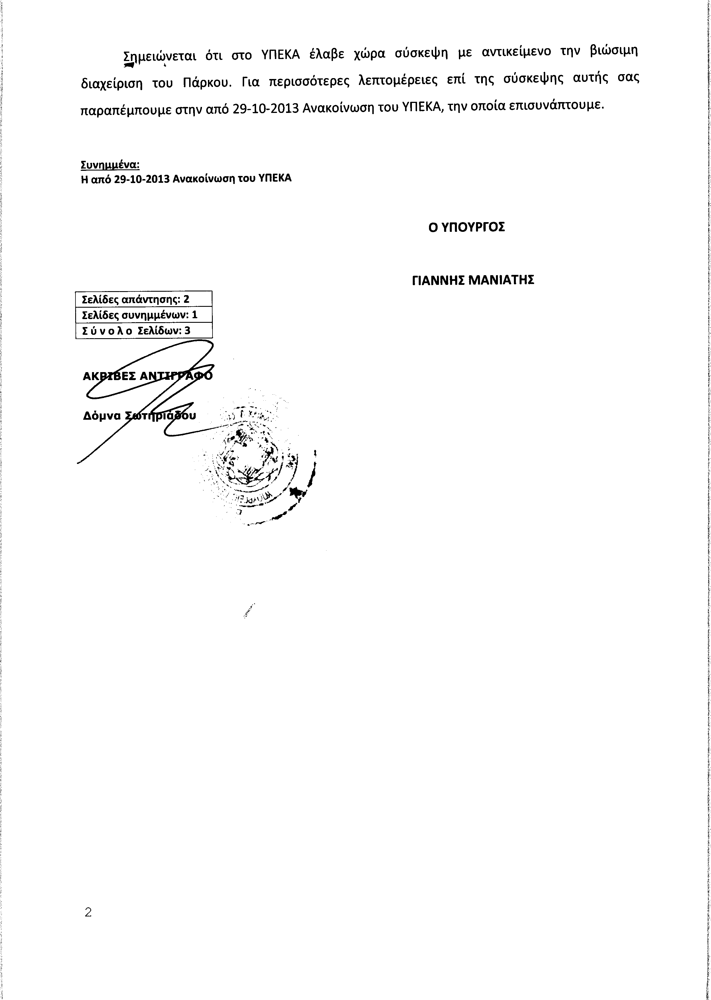 Σημειώνεται ότι στο ΥΠΕΚΑ έλαβε χώρα σύσκεψη με αντικείμενο την βιώσιμη
διαχείριση του Πάρκου. Για περισσότερες λεπτομέρειες επί της σύσκεψης αυτής σας
παραπέμπουμε στην από 29-10-2013 Ανακοίνωση του ΥΠΕΚΑ, την οποία επισυνάπτουμε.
Συνημμένα:
Η από 29-10-2013 Ανακοίνωση του ΥΠΕΚΑ
Ο ΥΠΟΥΡΓΟΣ
ΓΙΑΝΝΗΣ ΜΑΝΙΑΤΗΣ
Σελίδες απάντησης: 2
Σελίδες συνημμένων: 1
Σ ύ ν ο λ ο Σελίδων: 3
ΑΚΡΙΒΕΣ ΑΝΤΙΓΡΑΦΟ
Δόμνα Σωτηριάδου
2